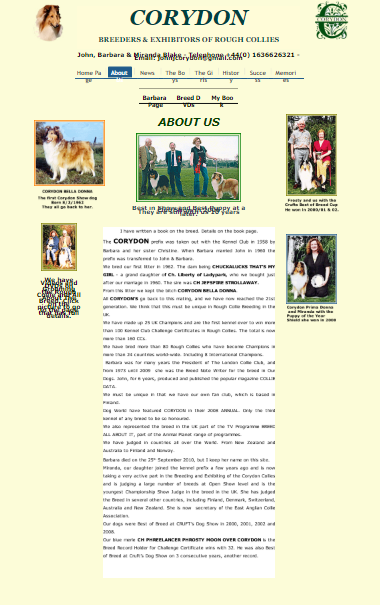 CORYDON
BREEDERS & EXHIBITORS OF ROUGH COLLIES
John, Barbara & Miranda Blake - Telephone +44(0) 1636626321 -
Email: john@corydon@gmail.com
Home Page
About
News
The Boys
The Girls
History
Success
Memories
Barbara Page
Breed DVDs
My Book
ABOUT US
CORYDON BELLA DONNA
The first Corydon Show dog
Born 8/3/1962
They all go back to her.
Best in Show and Best Puppy at a
They are still with us 10 years
Frosty and us with the
Crufts Best of Breed Cup
He won in 2000/01 & 02.
Corydon Prima Donna
and Miranda with the
Puppy of the Year
Shield she won in 2008
details.
I have written a book on the breed. Details on the book page.
The CORYDON prefix was taken out with the Kennel Club in 1958 by
Barbara and her sister Christine. When Barbara married John in 1960 the
prefix was transferred to John & Barbara.
We bred our first litter in 1962. The dam being CHUCKALUCKS THAT'S MY
GIRL - a grand daughter of Ch. Liberty of Ladypark, who we bought just
after our marriage in 1960. The sire was CH JEFSFIRE STROLLAWAY.
From this litter we kept the bitch CORYDON BELLA DONNA
All CORYDON's go back to this mating, and we have now reached the 21st
generation. We think that this must be unique in Rough Collie Breeding in the
UK.
We have made up 25 UK Champions and are the first kennel ever to win more
than 100 Kennel Club Challenge Certificates in Rough Collies. The total is now
more than 160 CCs.
We have bred more than 80 Rough Collies who have become Champions in
more than 24 countries world-wide. Including 8 International Champions.
Barbara was for many years the President of The London Collie Club, and
from 1973 until 2009 she was the Breed Note Writer for the breed in Our
Dogs. John, for 6 years, produced and published the popular magazine COLLIE
DATA.
We must be unique in that we have our own fan club, which is based in
Finland.
Dog World have featured CORYDON in their 2008 ANNUAL. Only the third
kennel of any breed to be so honoured.
We also represented the breed in the UK part of the TV Programme BREED
ALL ABOUT IT, part of the Animal Planet range of programmes.
We have judged in countries all over the World. From New Zealand and
Australia to Finland and Norway.
Barbara died on the 25th September 2010, but I keep her name on this site.
Miranda, our daughter joined the kennel prefix a few years ago and is now
taking a very active part in the Breeding and Exhibiting of the Corydon Collies
and is judging a large number of breeds at Open Show level and is the
youngest Championship Show Judge in the breed in the UK. She has judged
the Breed in several other countries, including Finland, Denmark, Switzerland,
Australia and New Zealand. She is now secretary of the East Anglian Collie
Association.
Our dogs were Best of Breed at CRUFT's Dog Show in 2000, 2001, 2002 and
2008.
Our blue merle CH PHREELANCER PHROSTY MOON OVER CORYDON is the
Breed Record Holder for Challenge Certificate wins with 32. He was also Best
of Breed at Cruft's Dog Show on 3 consecutive years, another record.